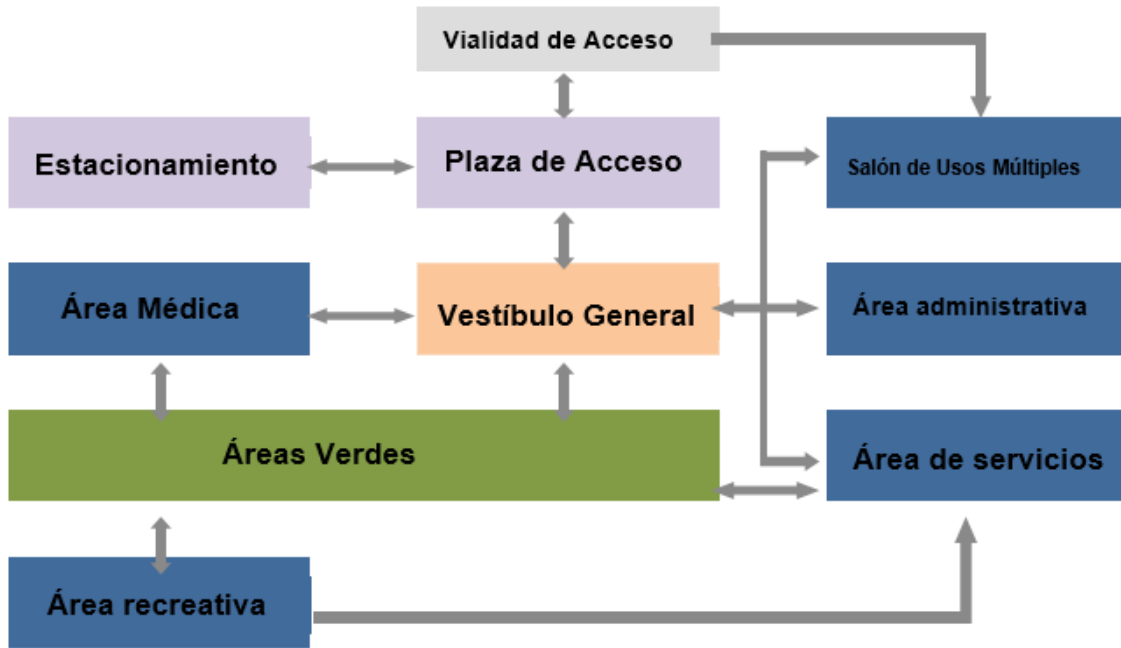 Vialidad de Acceso
Estacionamiento
Plaza de Acceso
Salón de Usos Múltiples
Área Médica
Vestíbulo General
Área administrativa
Áreas Verdes
Área de servicios
Área recreativa